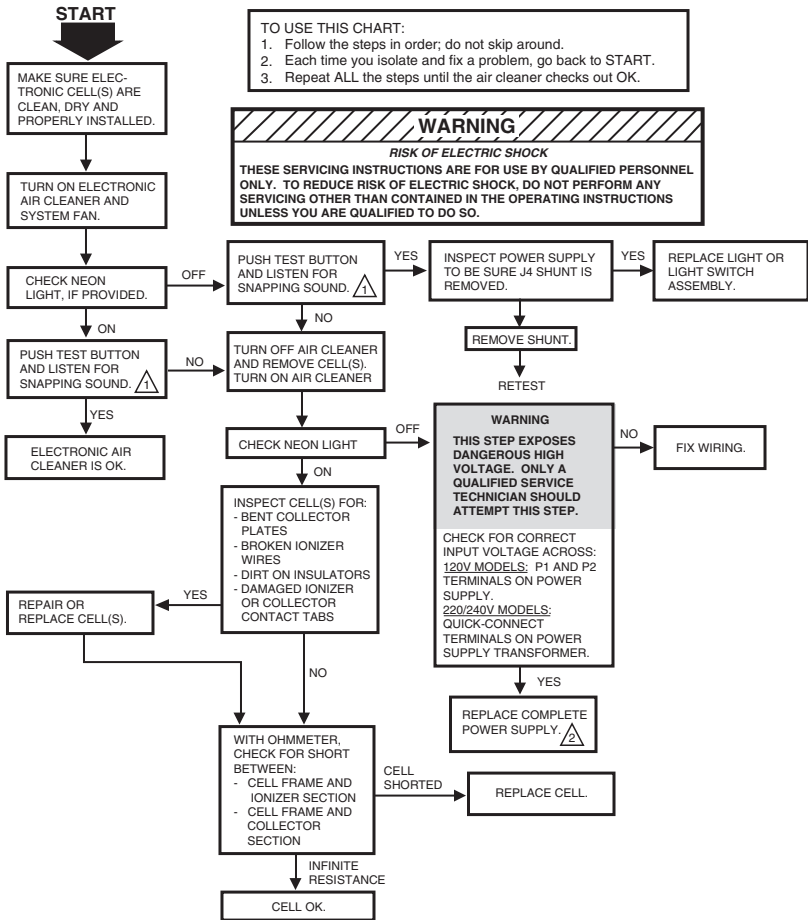 START
TO USE THIS CHART:
1. Follow the steps in order; do not skip around.
2. Each time you isolate and fix a problem, go back to START.
3. Repeat ALL the steps until the air cleaner checks out OK.
MAKE SURE ELEC-
TRONIC CELL(S) ARE
CLEAN, DRY AND
PROPERLY INSTALLED.
WARNING
RISK OF ELECTRIC SHOCK
THESE SERVICING INSTRUCTIONS ARE FOR USE BY QUALIFIED PERSONNEL
ONLY. TO REDUCE RISK OF ELECTRIC SHOCK, DO NOT PERFORM ANY
SERVICING OTHER THAN CONTAINED IN THE OPERATING INSTRUCTIONS
UNLESS YOU ARE QUALIFIED TO DO SO.
TURN ON ELECTRONIC
AIR CLEANER AND
SYSTEM FAN.
CHECK NEON
LIGHT, IF PROVIDED.
OFF
PUSH TEST BUTTON
AND LISTEN FOR
SNAPPING SOUND. 1
YES
INSPECT POWER SUPPLY
TO BE SURE J4 SHUNT IS
REMOVED.
YES
REPLACE LIGHT OR
LIGHT SWITCH
ASSEMBLY.
ON
NO
REMOVE SHUNT.
RETEST
PUSH TEST BUTTON
AND LISTEN FOR
SNAPPING SOUND. 1
NO
TURN OFF AIR CLEANER
AND REMOVE CELL(S).
TURN ON AIR CLEANER
YES
ELECTRONIC AIR
CLEANER IS OK.
CHECK NEON LIGHT
OFF
WARNING
THIS STEP EXPOSES
DANGEROUS HIGH
VOLTAGE. ONLY A
QUALIFIED SERVICE
TECHNICIAN SHOULD
ATTEMPT THIS STEP.
CHECK FOR CORRECT
INPUT VOLTAGE ACROSS:
120V MODELS: P1 AND P2
TERMINALS ON POWER
SUPPLY.
220/240V MODELS:
QUICK-CONNECT
TERMINALS ON POWER
SUPPLY TRANSFORMER.
NO
FIX WIRING.
ON
INSPECT CELL(S) FOR:
- BENT COLLECTOR
PLATES
- BROKEN IONIZER
WIRES
- DIRT ON INSULATORS
- DAMAGED IONIZER
OR COLLECTOR
CONTACT TABS
YES
REPAIR OR
REPLACE CELL(S).
NO
YES
REPLACE COMPLETE
POWER SUPPLY. 2
WITH OHMMETER,
CHECK FOR SHORT
BETWEEN:
- CELL FRAME AND
IONIZER SECTION
- CELL FRAME AND
COLLECTOR
SECTION
CELL
SHORTED
REPLACE CELL.
INFINITE
RESISTANCE
CELL OK.